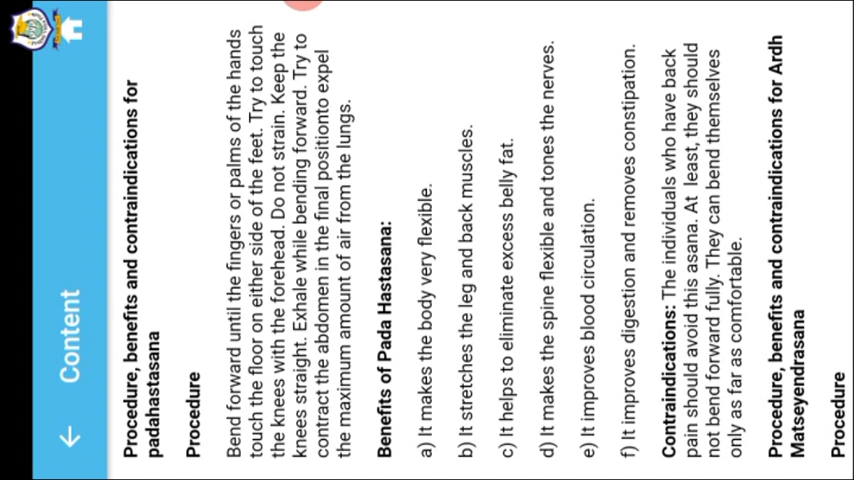 Content
Procedure, benefits and contraindications for
padahastasana
Procedure
Bend forward until the fingers or palms of the hands
touch the floor on either side of the feet. Try to touch
the knees with the forehead. Do not strain. Keep the
knees straight. Exhale while bending forward. Try to
contract the abdomen in the final positionto expel
the maximum amount of air from the lungs.
Benefits of Pada Hastasana:
a) It makes the body very flexible.
b) It stretches the leg and back muscles.
c) It helps to eliminate excess belly fat.
d) It makes the spine flexible and tones the nerves.
e) It improves blood circulation.
f) It improves digestion and removes constipation.
Contraindications: The individuals who have back
pain should avoid this asana. At least, they should
not bend forward fully. They can bend themselves
only as far as comfortable.
Procedure, benefits and contraindications for Ardh
Matseyendrasana
Procedure